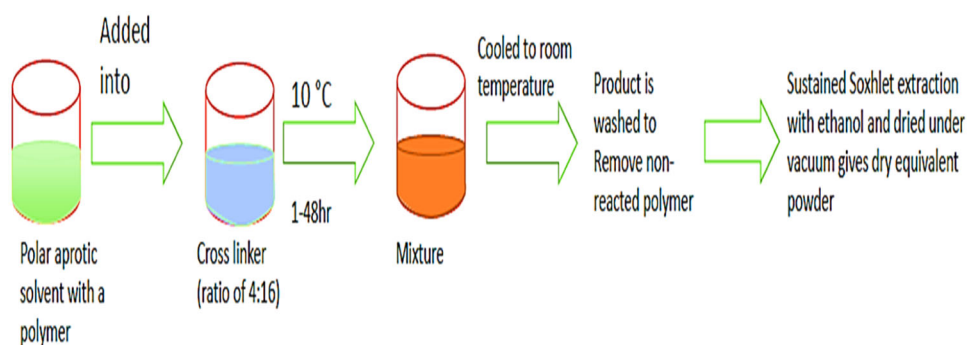 Added
into
Polar aprotic
solvent with a
polymer
Cross linker
(ratio of 4:16)
10 °C
1-48hr
Mixture
Cooled to room
temperature
Product is
washed to
Remove non-
reacted polymer
Sustained Soxhlet extraction
with ethanol and dried under
vacuum gives dry equivalent
powder